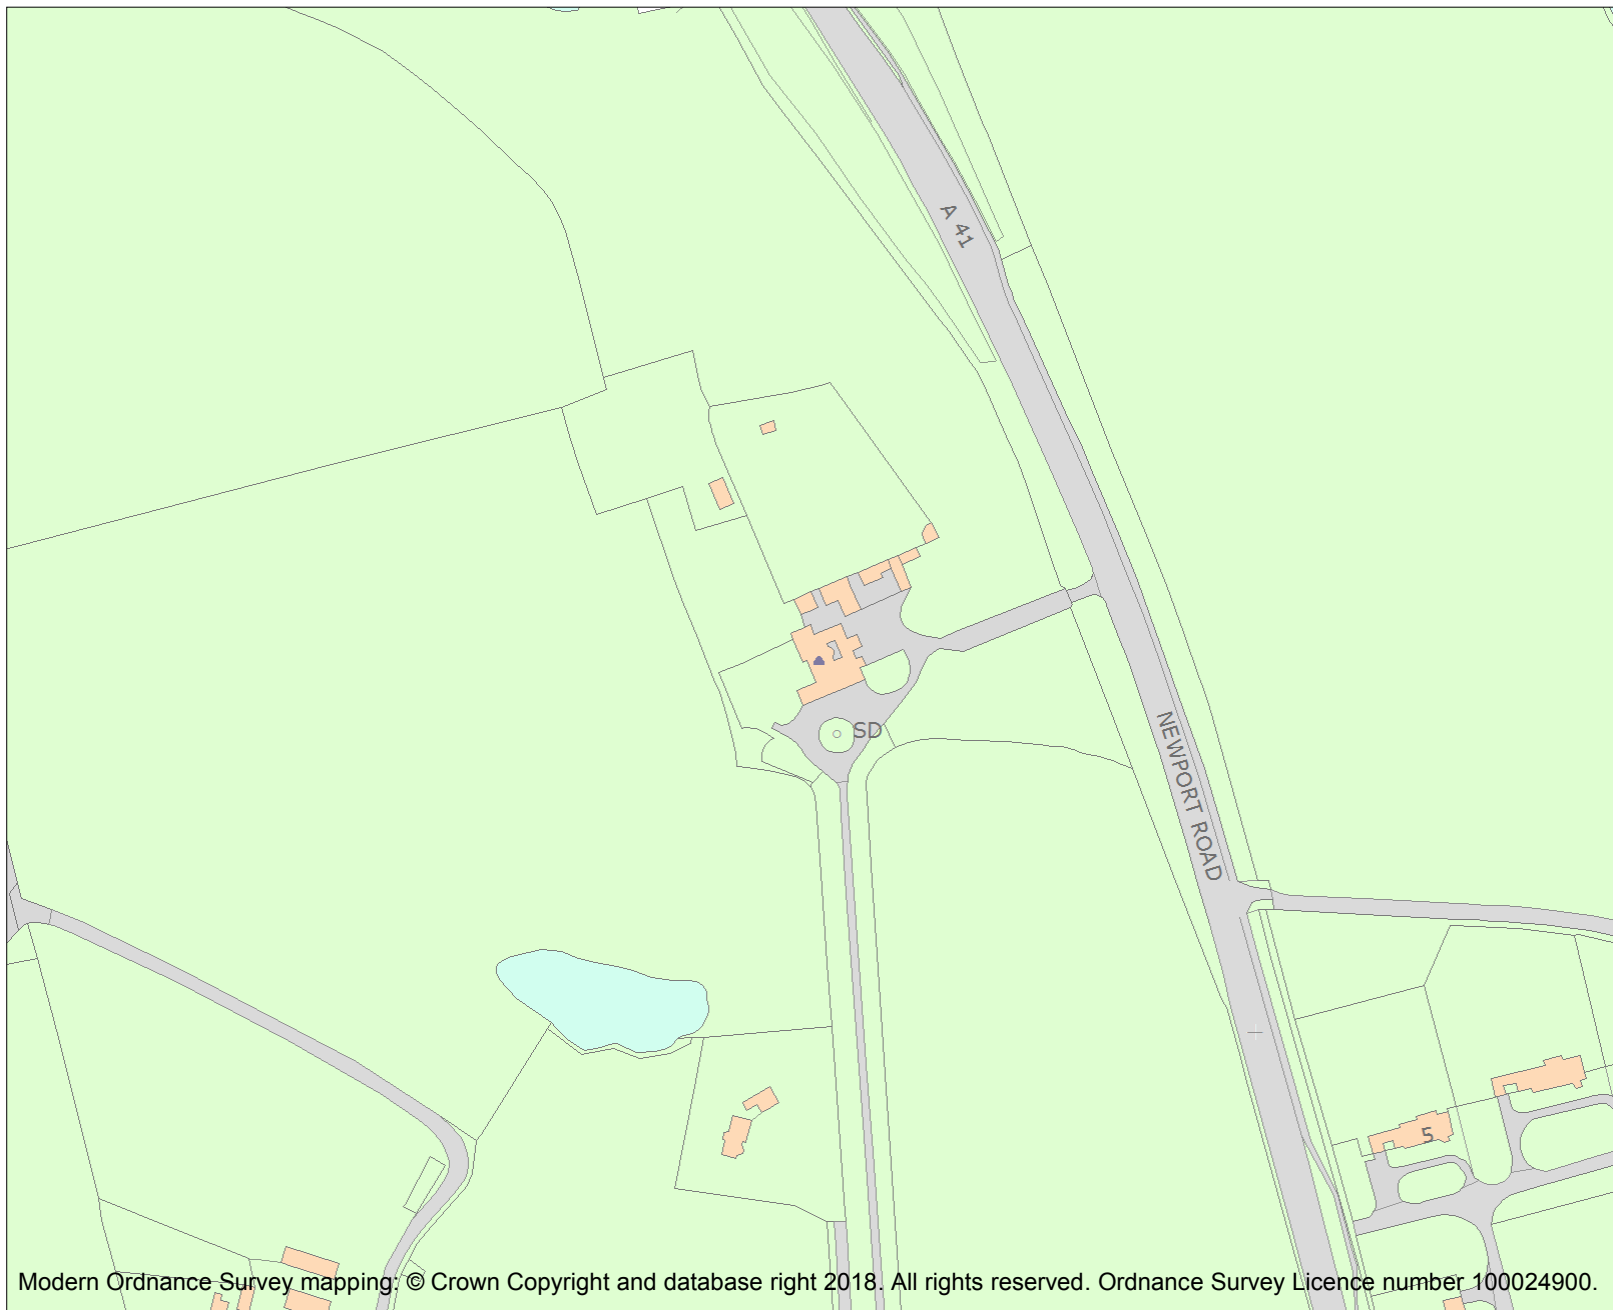 A 41
SD
NEWPORT ROAD
5
Modern Ordnance Survey mapping: © Crown Copyright and database right 2018. All rights reserved. Ordnance Survey Licence number 100024900.